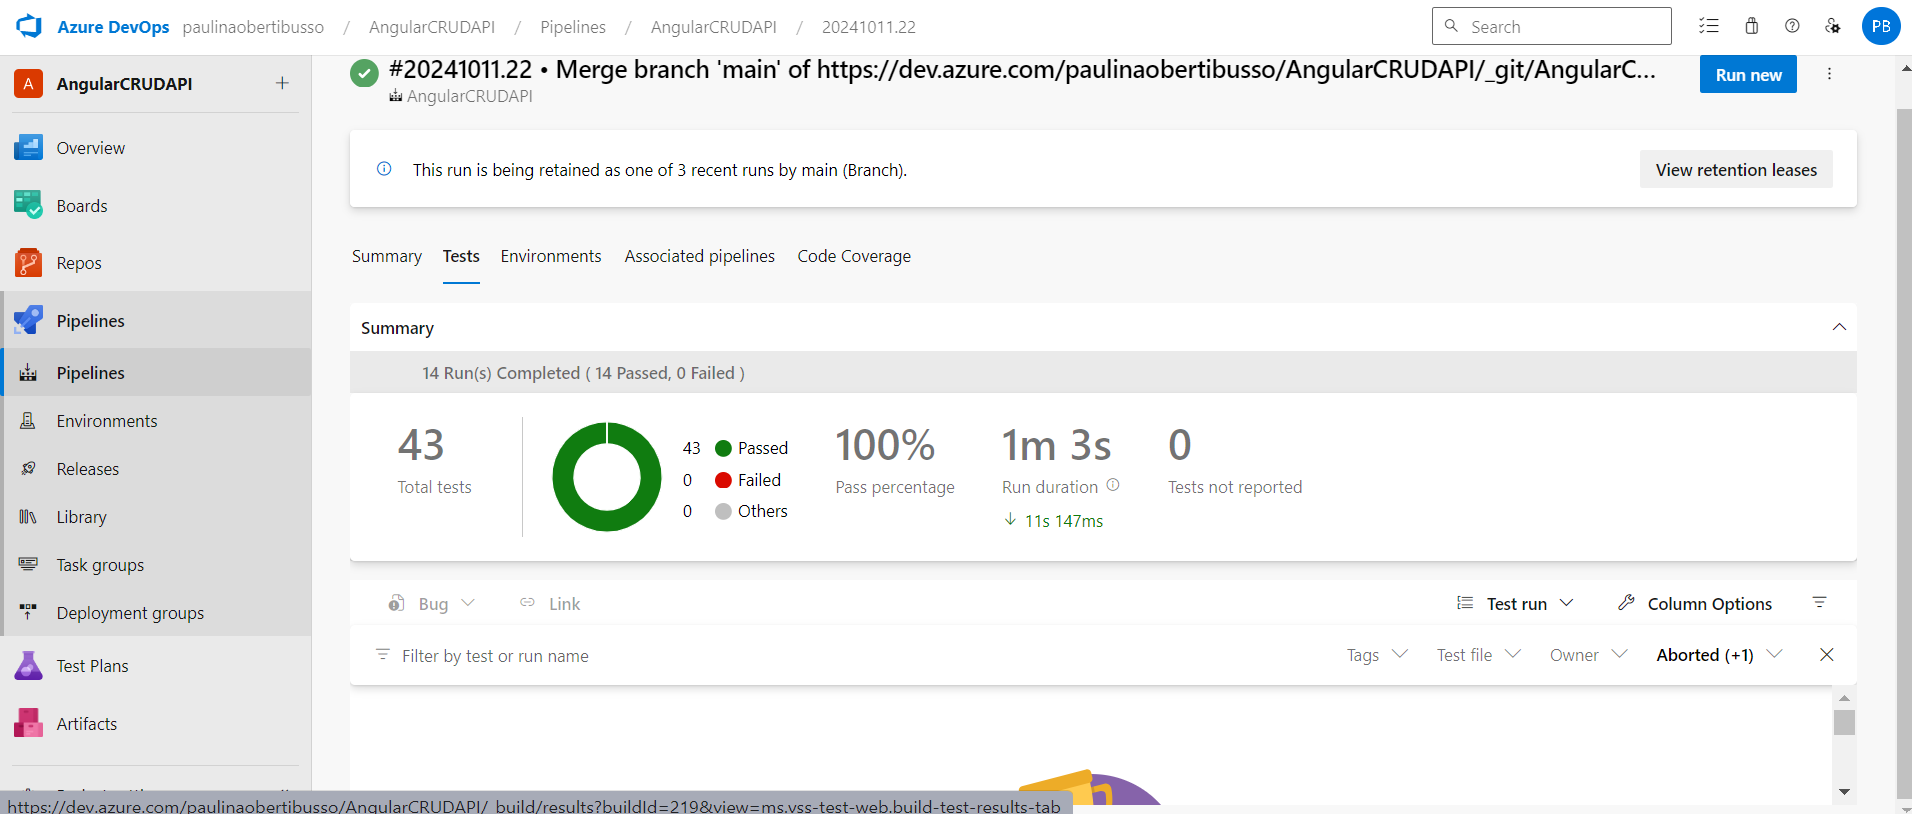 Azure DevOps paulinaobertibusso / AngularCRUDAPI / Pipelines / AngularCRUDAPI / 20241011.22
Search
PB
A AngularCRUDAPI +
Overview
Boards
Repos
Pipelines
Pipelines
Environments
Releases
Library
Task groups
Deployment groups
Test Plans
Artifacts
#20241011.22 • Merge branch 'main' of https://dev.azure.com/paulinaobertibusso/AngularCRUDAPI/_git/AngularC...
AngularCRUDAPI
Run new
This run is being retained as one of 3 recent runs by main (Branch).
View retention leases
Summary Tests Environments Associated pipelines Code Coverage
Summary
14 Run(s) Completed ( 14 Passed, 0 Failed )
43
Total tests
43 Passed
0 Failed
0 Others
100%
Pass percentage
1m 3s
Run duration
11s 147ms
0
Tests not reported
Bug Link Test run Column Options
Filter by test or run name Tags Test file Owner Aborted (+1)
https://dev.azure.com/paulinaobertibusso/AngularCRUDAPI/_build/results?buildId=219&view=ms.vss-test-web.build-test-results-tab